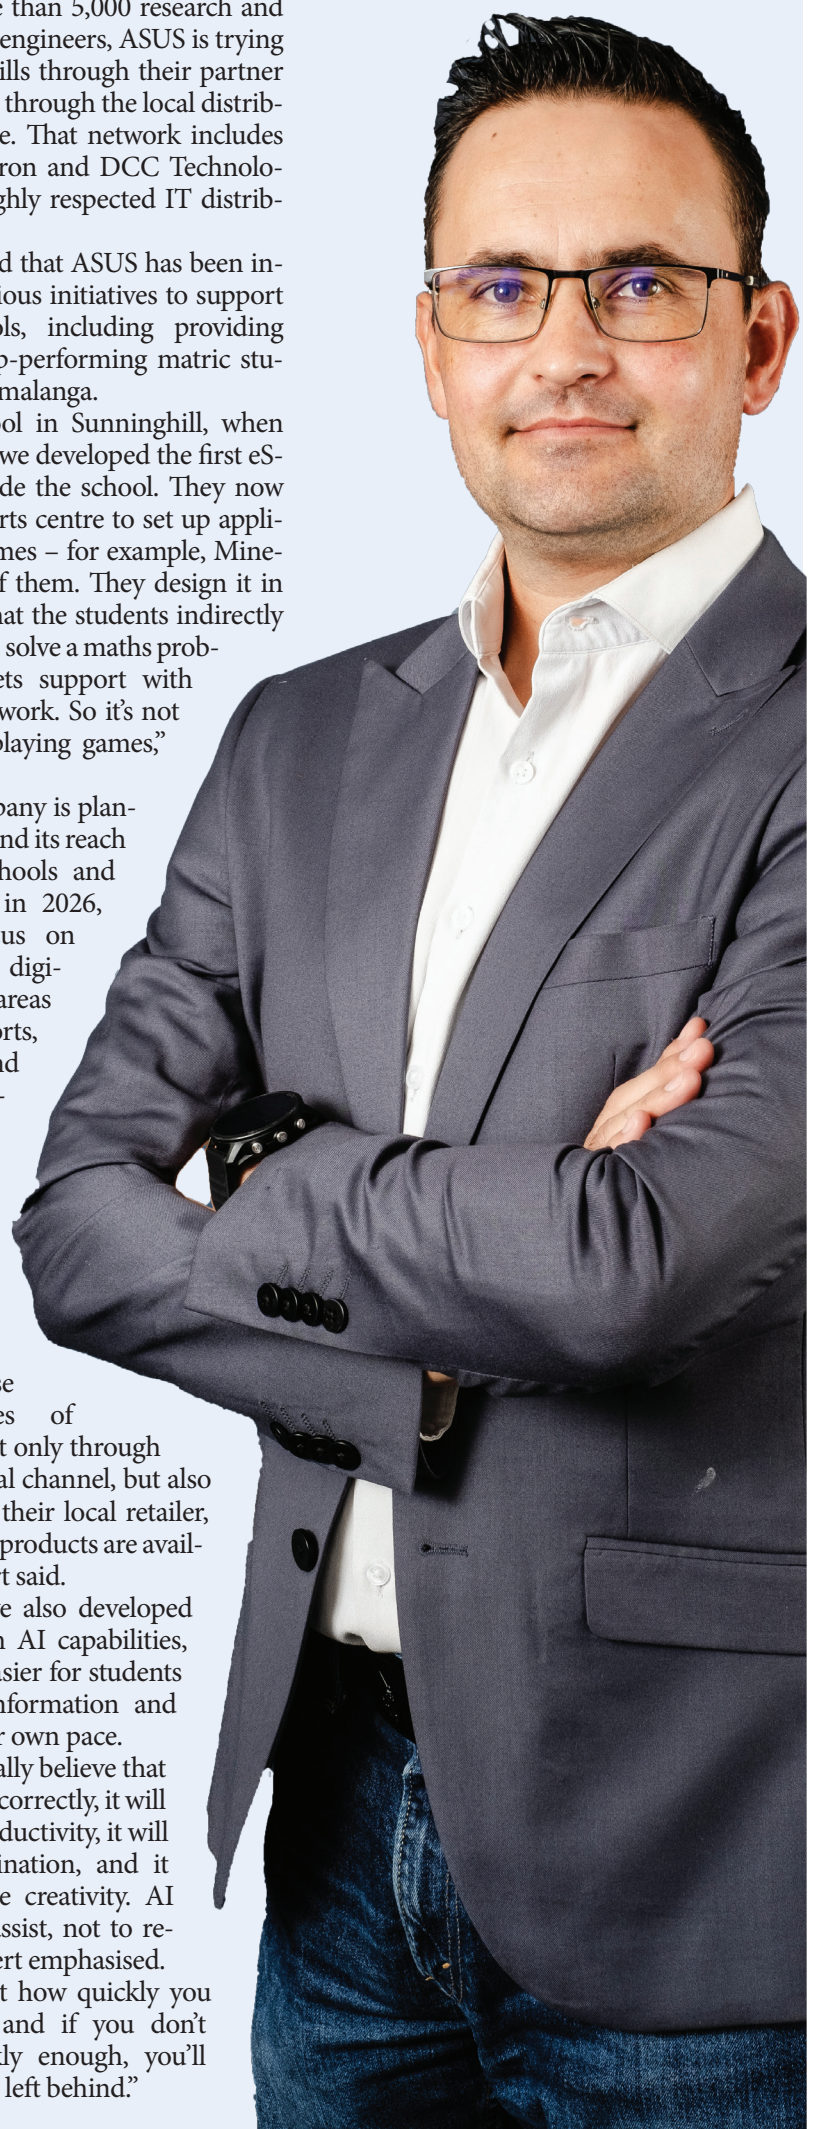 e than 5,000 research and
engineers, ASUS is trying
ills through their partner
through the local distrib-
e. That network includes
ron and DCC Technolo-
ghly respected IT distrib-
d that ASUS has been in-
ious initiatives to support
ols, including providing
p-performing matric stu-
malanga.
ol in Sunninghill, when
we developed the first eS-
de the school. They now
rts centre to set up appli-
mes – for example, Mine-
f them. They design it in
hat the students indirectly
solve a maths prob-
ets support with
work. So it’s not
playing games,”
pany is plan-
nd its reach
hools and
in 2026,
us on
digi-
areas
orts,
nd
-
se
es of
t only through
al channel, but also
their local retailer,
products are avail-
rt said.
ve also developed
h AI capabilities,
asier for students
nformation and
r own pace.
ally believe that
correctly, it will
ductivity, it will
ination, and it
e creativity. AI
assist, not to re-
ert emphasised.
t how quickly you
and if you don’t
kly enough, you’ll
left behind.”